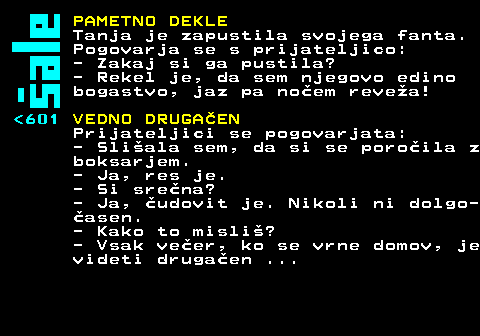 Šale
PAMETNO DEKLE
Tanja je zapustila svojega fanta.
Pogovarja se s prijateljico:
- Zakaj si ga pustila?
- Rekel je, da sem njegovo edino
bogastvo, jaz pa nočem reveža!
<601 VEDNO DRUGAČEN
Prijateljici se pogovarjata:
- Slišala sem, da si se poročila z
boksarjem.
- Ja, res je.
- Si srečna?
- Ja, čudovit je. Nikoli ni dolgo-
časen.
- Kako to misliš?
- Vsak večer, ko se vrne domov, je
videti drugačen ...